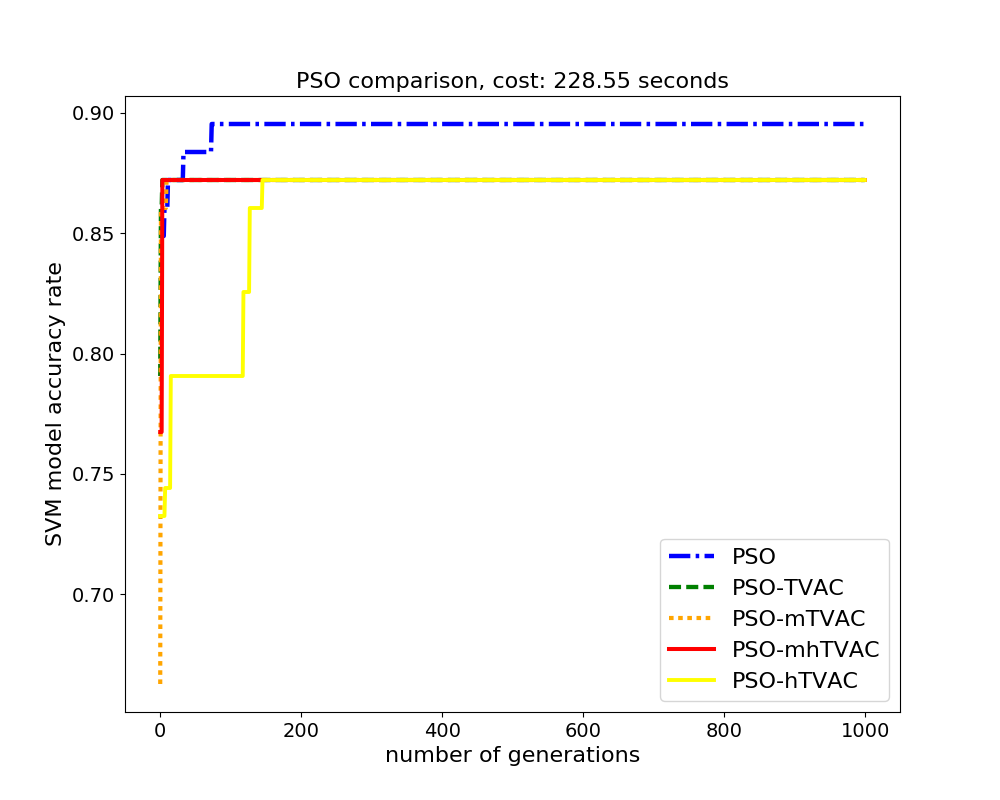 PSO comparison, cost: 228.55 seconds
0.90
0.85
0.80
0.75
0.70
SVM model accuracy rate
PSO
PSO-TVAC
PSO-mTVAC
PSO-mhTVAC
PSO-hTVAC
0 200 400 600 800 1000
number of generations